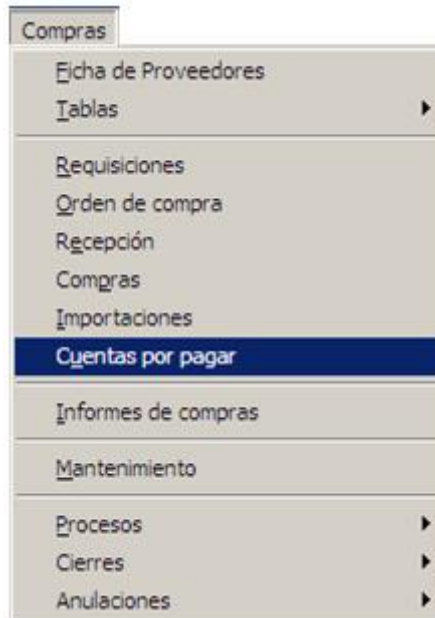 Compras
Ficha de Proveedores
Tablas
Requisiciones
Orden de compra
Recepción
Compras
Importaciones
Cuentas por pagar
Informes de compras
Mantenimiento
Procesos
Cierres
Anulaciones